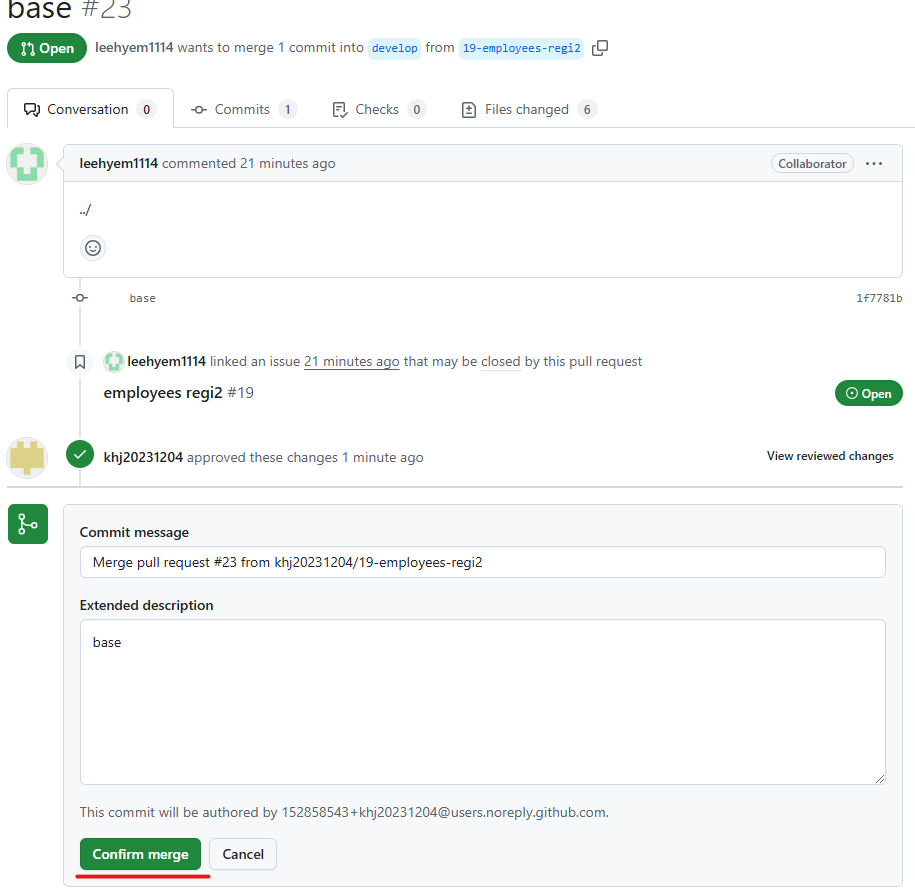 base #23
Open leehyem1114 wants to merge 1 commit into develop from 19-employees-regi2
Conversation 0 Commits 1 Checks 0 Files changed 6
leehyem1114 commented 21 minutes ago Collaborator ...
../
base 1f7781b
leehyem1114 linked an issue 21 minutes ago that may be closed by this pull request
employees regi2 #19 Open
khj20231204 approved these changes 1 minute ago View reviewed changes
Commit message
Merge pull request #23 from khj20231204/19-employees-regi2
Extended description
base
This commit will be authored by 152858543+khj20231204@users.noreply.github.com.
Confirm merge Cancel